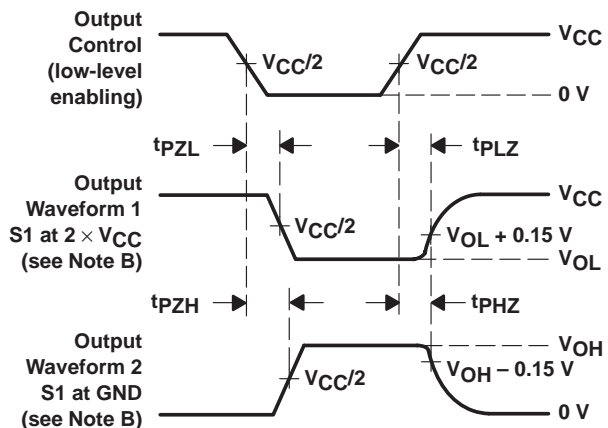 Output
Control
(low-level
enabling)
VCC/2
VCC/2
VCC
0 V
tPZL
tPLZ
Output
Waveform 1
S1 at 2 × VCC
(see Note B)
VCC/2
VCC
VOL + 0.15 V
VOL
tPZH
tPHZ
Output
Waveform 2
S1 at GND
(see Note B)
VCC/2
VOH
VOH – 0.15 V
0 V